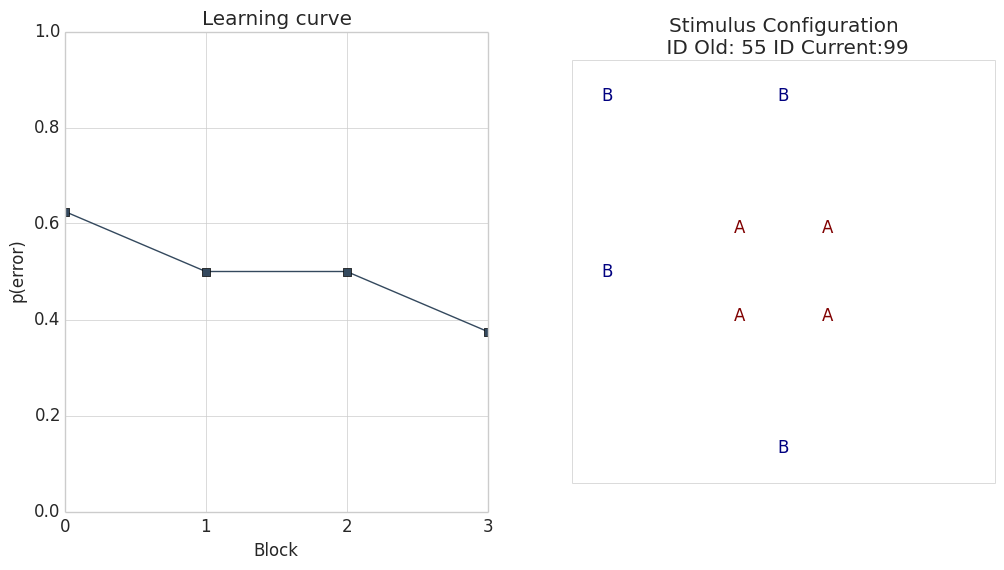 Learning curve
1.0
0.8
0.6
0.4
0.2
0.0
p(error)
0 1 2 3
Block
Stimulus Configuration
ID Old: 55 ID Current:99
B B
A A
B
A A
B